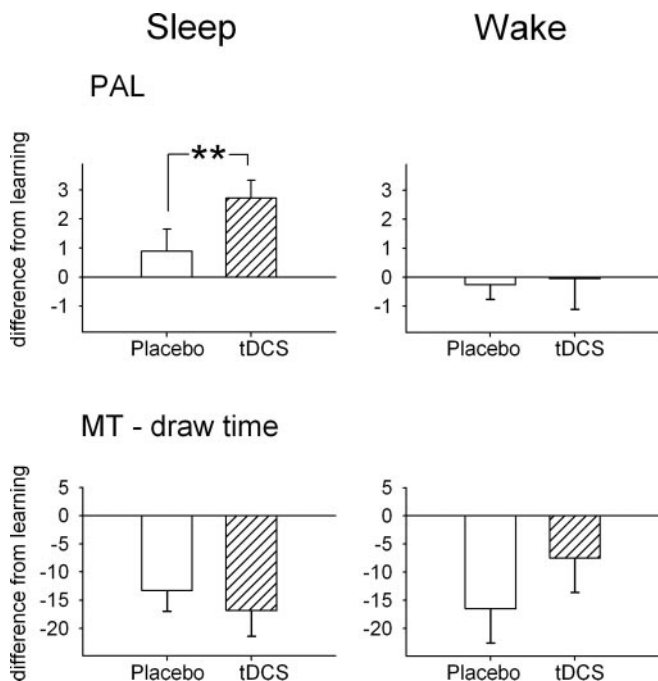 Sleep Wake
PAL
difference from learning
**
3
2
1
0
-1
Placebo tDCS
3
2
1
0
-1
Placebo tDCS
MT - draw time
difference from learning
5
0
-5
-10
-15
-20
Placebo tDCS
5
0
-5
-10
-15
-20
Placebo tDCS